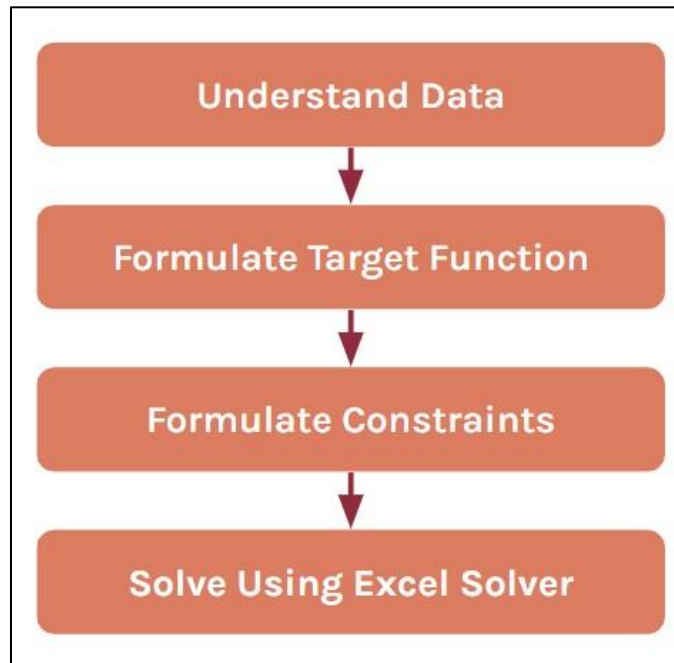 Understand Data
Formulate Target Function
Formulate Constraints
Solve Using Excel Solver